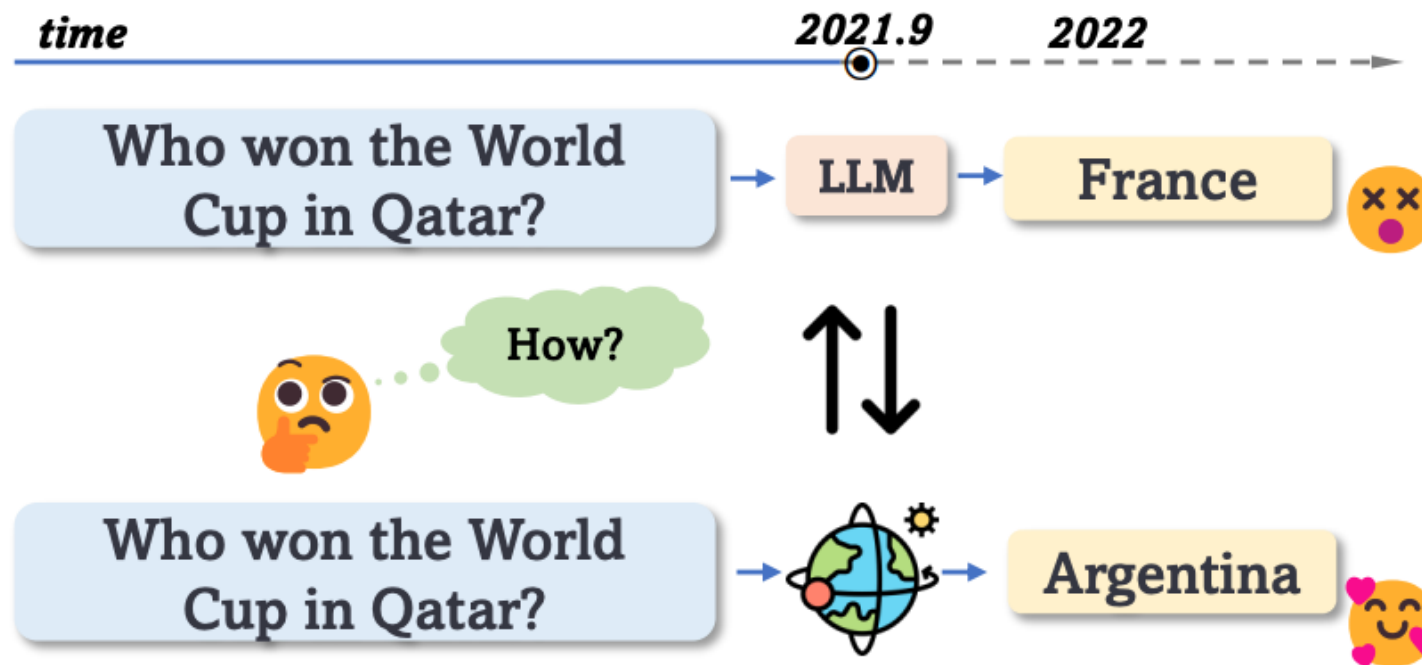 time
2021.9
2022
Who won the World
Cup in Qatar?
LLM
France
How?
Who won the World
Cup in Qatar?
Argentina